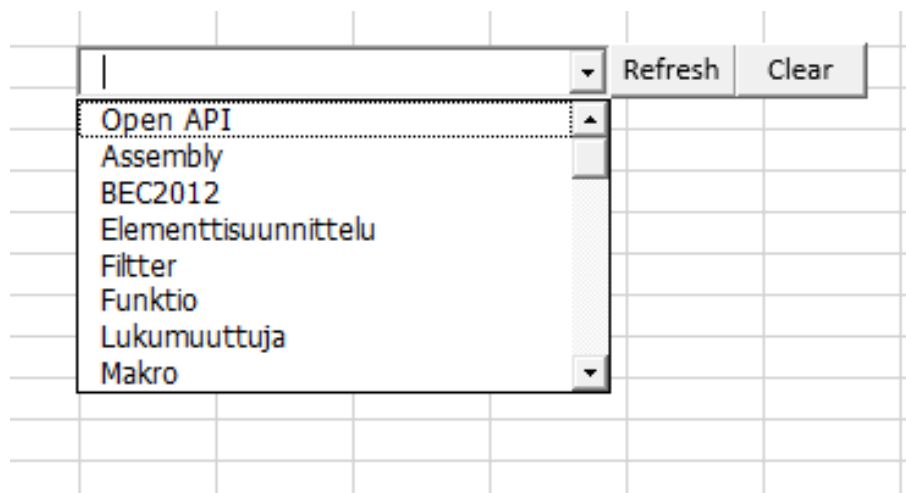 Refresh Clear
Open API
Assembly
BEC2012
Elementtisuunnittelu
Filtter
Funktio
Lukumuuttuja
Makro